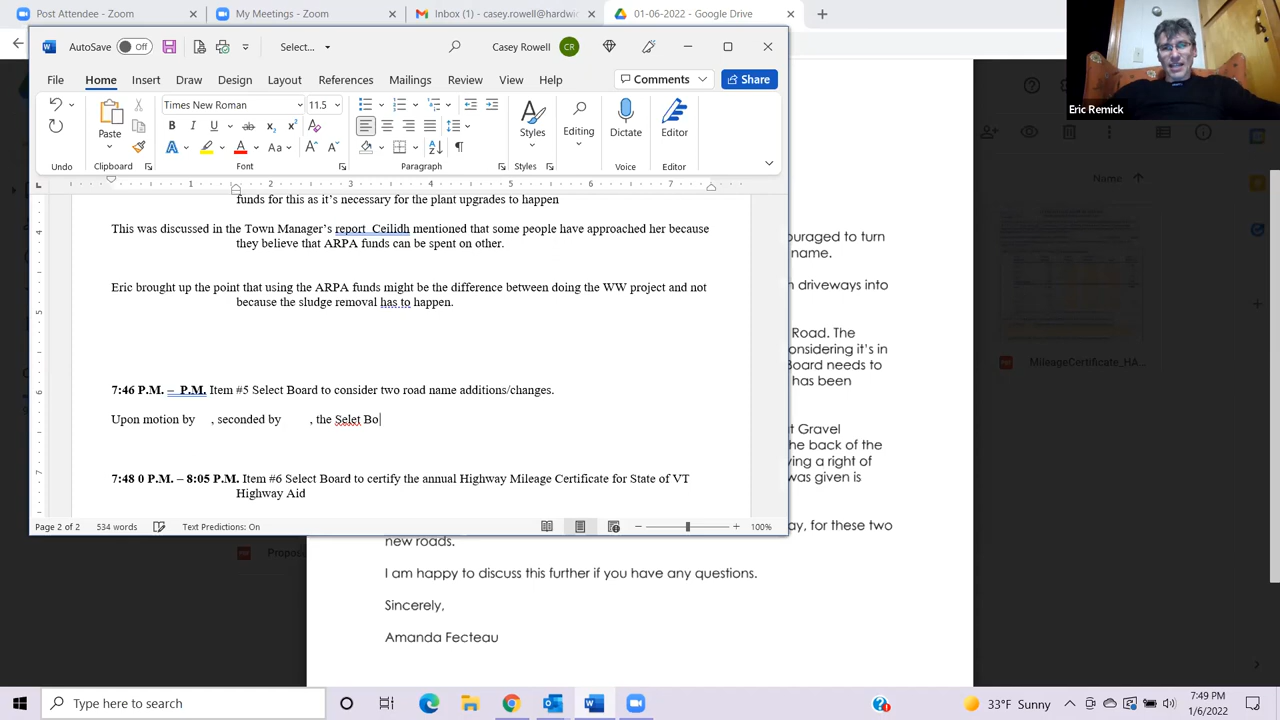 Post Attendee - Zoom
My Meetings - Zoom
Inbox (1) - casey.rowell@hardwi
01-06-2022 - Google Drive
AutoSave Off
Select...
Casey Rowell CR
File Home Insert Draw Design Layout References Mailings Review View Help
Comments
Share
Times New Roman 11.5
Paste
Styles
Editing
Dictate
Editor
Undo Clipboard Font Paragraph Styles Voice Editor
1 2 3 4 5 6 7
funds for this as it's necessary for the plant upgrades to happen
This was discussed in the Town Manager's report Ceilidh mentioned that some people have approached her because
they believe that ARPA funds can be spent on other.
Eric brought up the point that using the ARPA funds might be the difference between doing the WW project and not
because the sludge removal has to happen.
7:46 P.M. – P.M. Item #5 Select Board to consider two road name additions/changes.
Upon motion by , seconded by , the Selet Bo
7:48 0 P.M. – 8:05 P.M. Item #6 Select Board to certify the annual Highway Mileage Certificate for State of VT
Highway Aid
Page 2 of 2 534 words Text Predictions: On 100%
Eric Remick
Name
MileageCertificate_HA...
ouraged to turn
name.
n driveways into
Road. The
onsidering it's in
Board needs to
has been
at Gravel
he back of the
ving a right of
was given is
ay, for these two
new roads.
I am happy to discuss this further if you have any questions.
Sincerely,
Amanda Fecteau
Propo
Type here to search
33°F Sunny
7:49 PM
1/6/2022